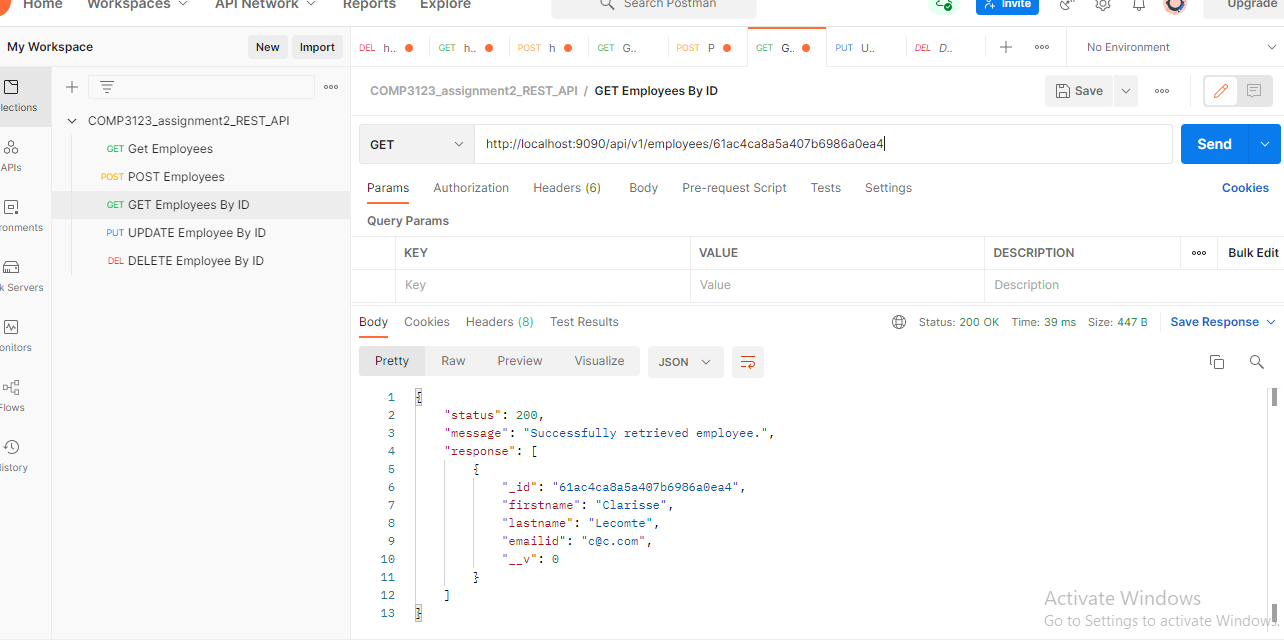 Home Workspaces API Network Reports Explore Search Postman Invite Upgrade
My Workspace New Import DEL h.. GET h.. POST h GET G.. POST P GET G.. PUT U.. DEL D.. No Environment
COMP3123_assignment2_REST_API / GET Employees By ID Save
lections
COMP3123_assignment2_REST_API
GET Get Employees
GET http://localhost:9090/api/v1/employees/61ac4ca8a5a407b6986a0ea4 Send
APIs
POST POST Employees
Params Authorization Headers (6) Body Pre-request Script Tests Settings Cookies
GET GET Employees By ID
Query Params
ronments
PUT UPDATE Employee By ID
KEY VALUE DESCRIPTION Bulk Edit
DEL DELETE Employee By ID
Key Value Description
k Servers
Body Cookies Headers (8) Test Results Status: 200 OK Time: 39 ms Size: 447 B Save Response
onitors
Pretty Raw Preview Visualize JSON
1 {
Flows
2 "status": 200,
3 "message": "Successfully retrieved employee.",
4 "response": [
istory
5 {
6 "_id": "61ac4ca8a5a407b6986a0ea4",
7 "firstname": "Clarisse",
8 "lastname": "Lecomte",
9 "emailid": "c@c.com",
10 "__v": 0
11 }
12 ]
13 }
Activate Windows
Go to Settings to activate Windows.